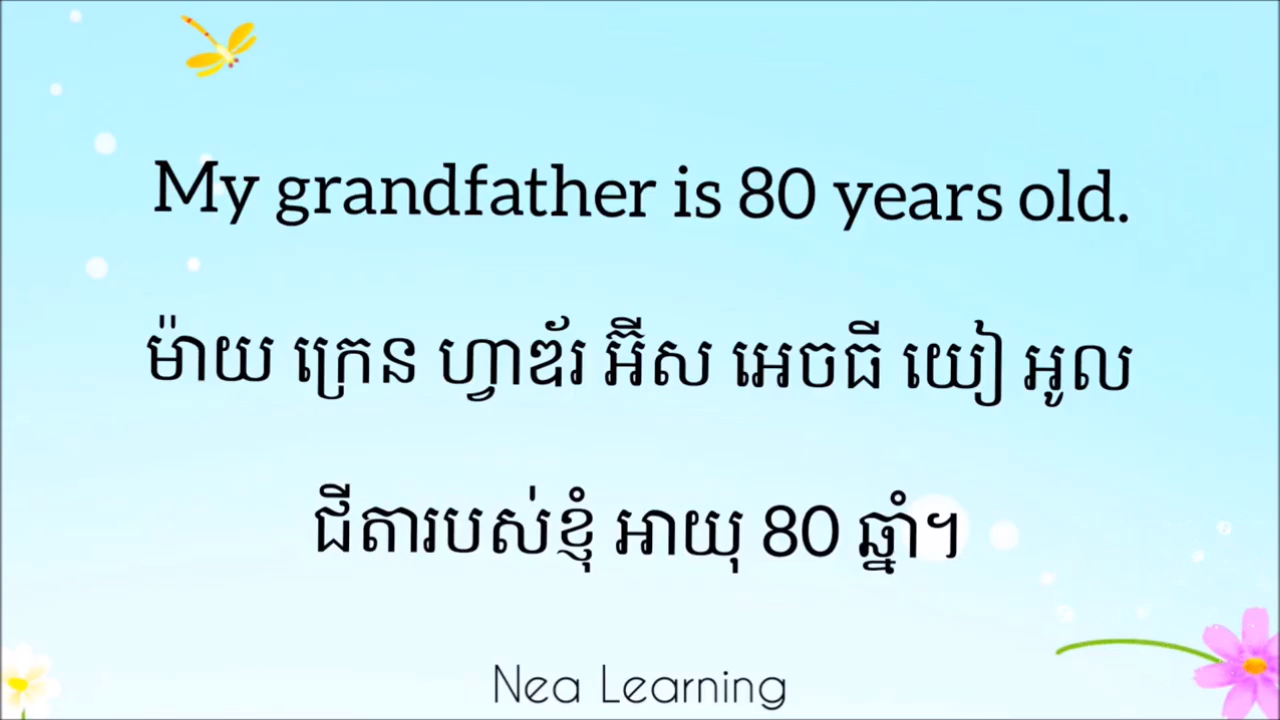 My grandfather is 80 years old.
ម៉ាយ ក្រេន ហ្វាឌ័រ អ៊ីស អេចធី យៀ អូល
ជីតារបស់ខ្ញុំ អាយុ 80 ឆ្នាំ។
Nea Learning